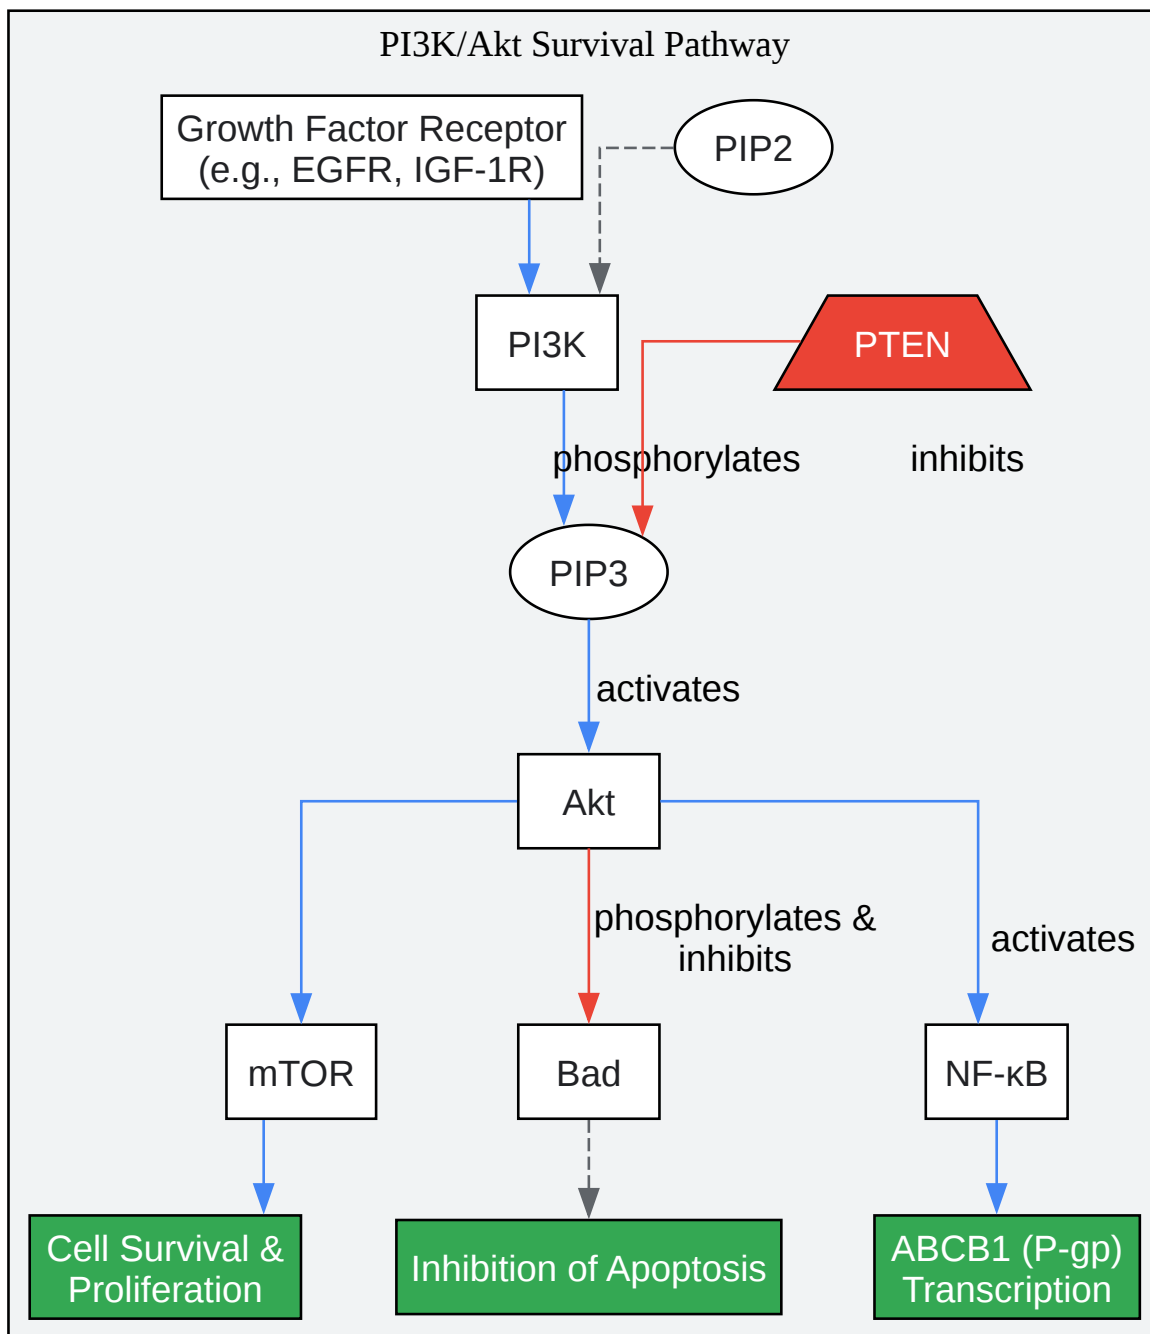 PI3K/Akt Survival Pathway
Growth Factor Receptor
(e.g., EGFR, IGF-1R)
PIP2
PI3K
PTEN
phosphorylates
inhibits
PIP3
activates
Akt
phosphorylates &
inhibits
activates
mTOR
Bad
NF-κB
Cell Survival &
Proliferation
Inhibition of Apoptosis
ABCB1 (P-gp)
Transcription